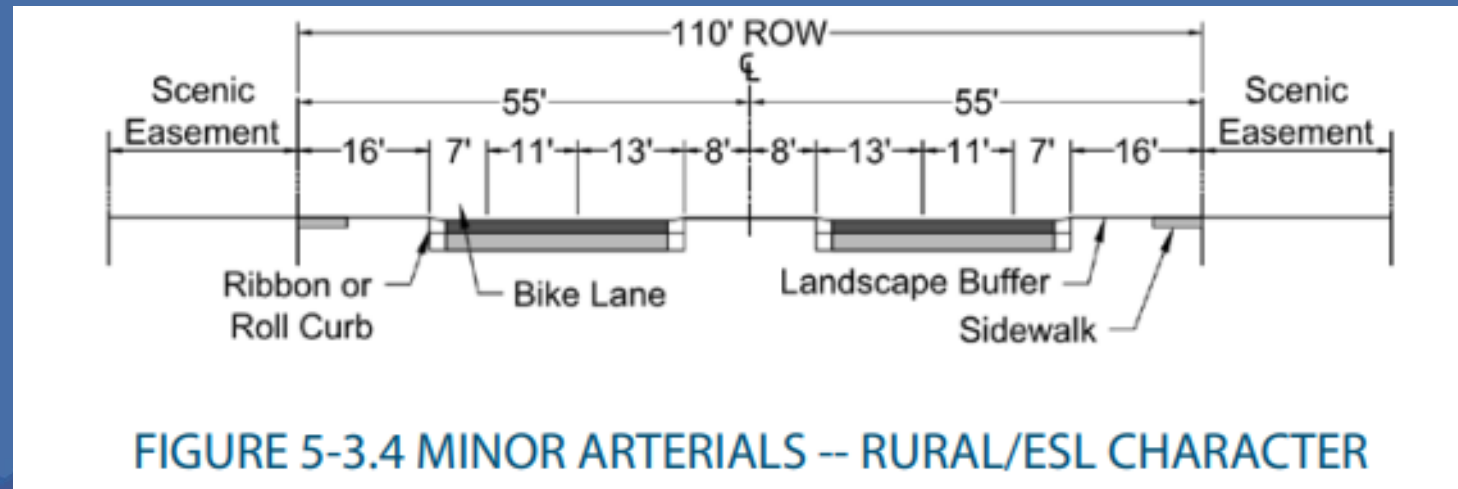 110' ROW
℄
Scenic
Easement
55'
55'
Scenic
Easement
16' 7' 11' 13' 8' 8' 13' 11' 7' 16'
Ribbon or
Roll Curb
Bike Lane
Landscape Buffer
Sidewalk
FIGURE 5-3.4 MINOR ARTERIALS -- RURAL/ESL CHARACTER